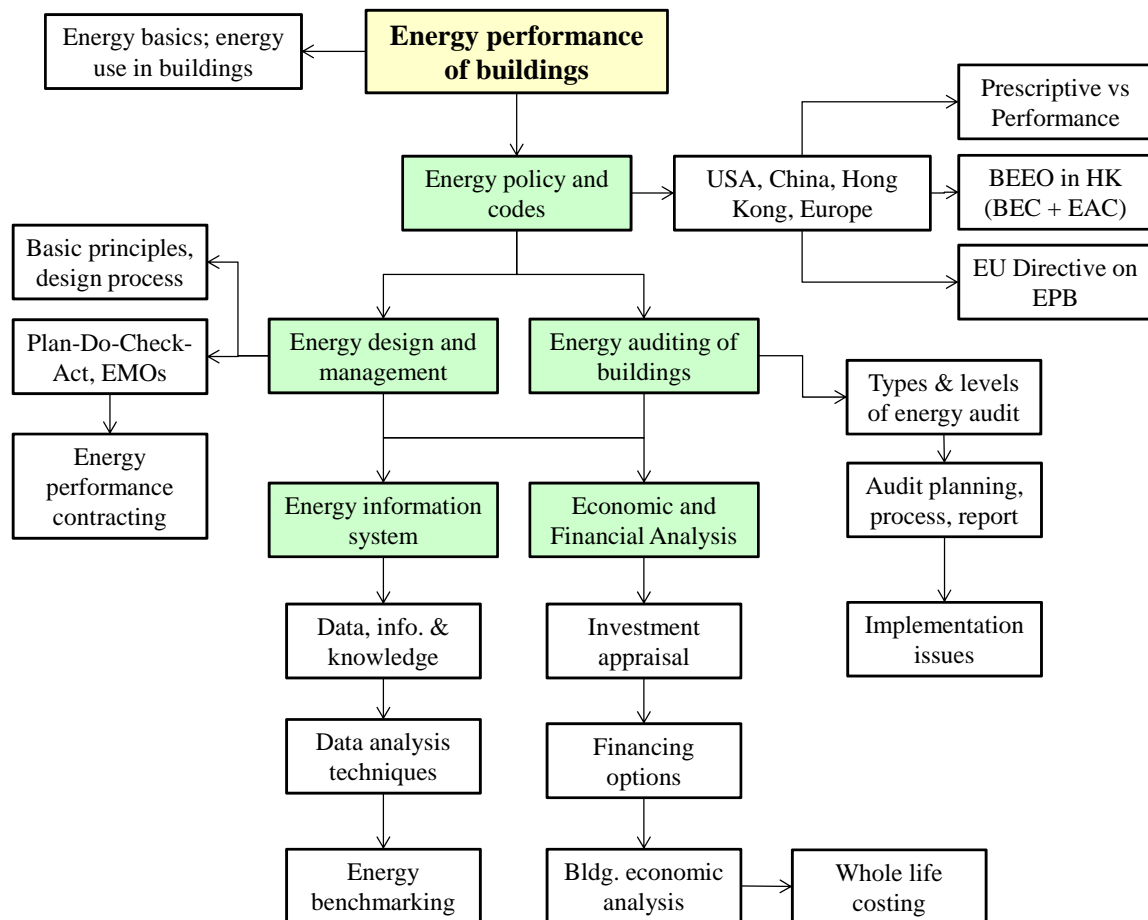 Energy basics; energy
use in buildings
Energy performance
of buildings
Prescriptive vs
Performance
Energy policy and
codes
USA, China, Hong
Kong, Europe
BEEO in HK
(BEC + EAC)
EU Directive on
EPB
Basic principles,
design process
Plan-Do-Check-
Act, EMOs
Energy design and
management
Energy auditing of
buildings
Types & levels
of energy audit
Energy
performance
contracting
Energy information
system
Economic and
Financial Analysis
Audit planning,
process, report
Data, info. &
knowledge
Investment
appraisal
Implementation
issues
Data analysis
techniques
Financing
options
Energy
benchmarking
Bldg. economic
analysis
Whole life
costing